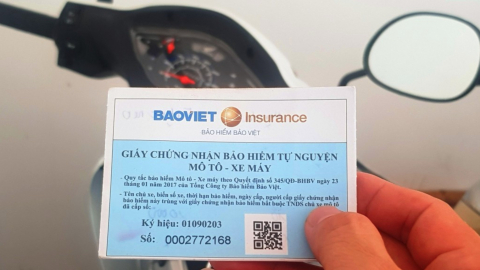 BAOVIET Insurance
BẢO HIỂM BẢO VIỆT
GIẤY CHỨNG NHẬN BẢO HIỂM TỰ NGUYỆN
MÔ TÔ - XE MÁY
- Quy tắc bảo hiểm Mô tô - Xe máy theo Quyết định số 345/QĐ-BHBV ngày 23
tháng 01 năm 2017 của Tổng Công ty Bảo hiểm Bảo Việt.
- Tên chủ xe, biển số xe, thời hạn bảo hiểm, ngày cấp, người cấp giấy chứng nhận
bảo hiểm này trùng với giấy chứng nhận bảo hiểm bắt buộc TNDS chủ xe mô tô
đã cấp số:
Ký hiệu: 01090203
Số: 0002772168